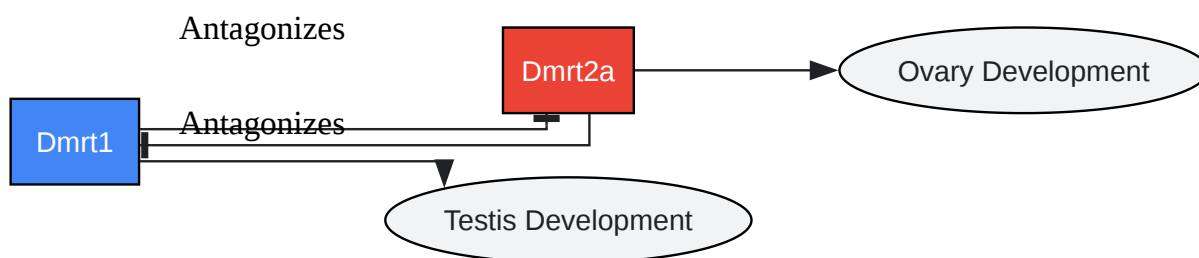 Antagonizes
Dmrt2a
Ovary Development
Dmrt1
Antagonizes
Testis Development